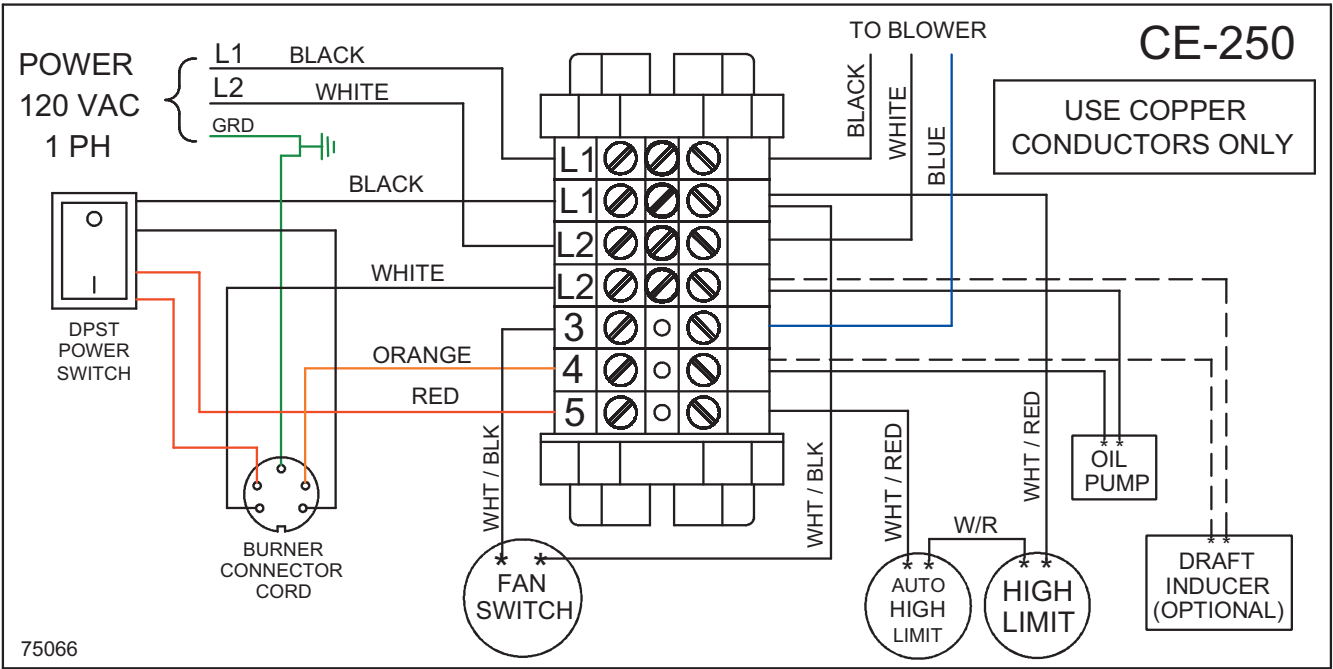 CE-250
POWER
120 VAC
1 PH
L1
BLACK
L2
WHITE
GRD
TO BLOWER
BLACK
WHITE
BLUE
USE COPPER
CONDUCTORS ONLY
L1
L1
L2
L2
3
4
5
BLACK
WHITE
ORANGE
RED
DPST
POWER
SWITCH
BURNER
CONNECTOR
CORD
WHT / BLK
* *
FAN
SWITCH
WHT / BLK
WHT / RED
W/R
WHT / RED
* *
AUTO
HIGH
LIMIT
* *
HIGH
LIMIT
* *
OIL
PUMP
* *
DRAFT
INDUCER
(OPTIONAL)
75066